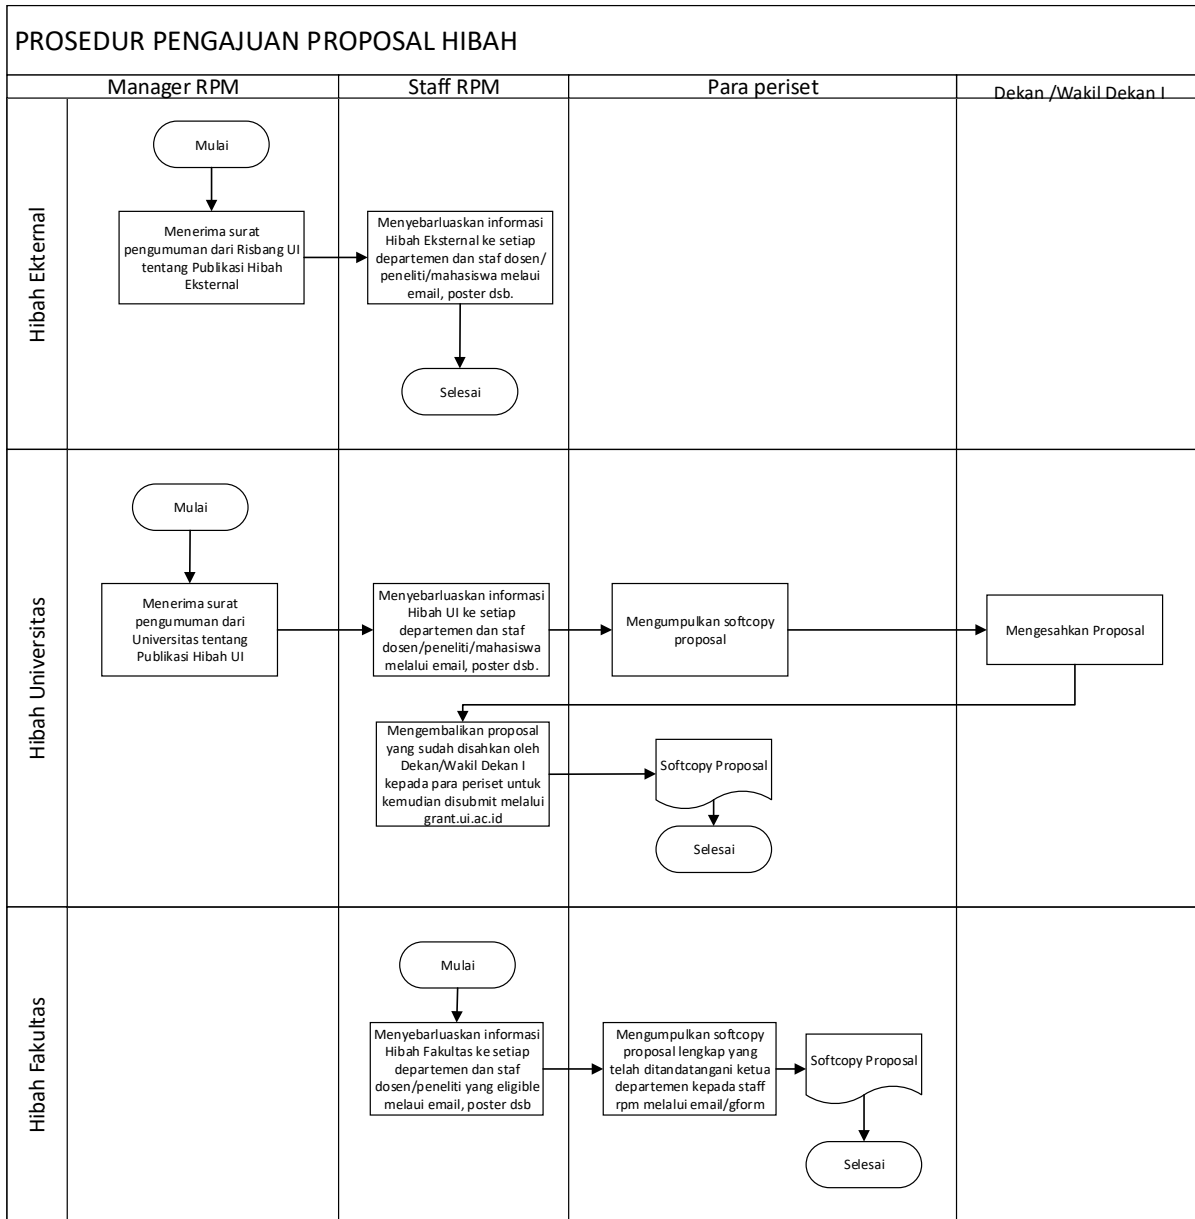 PROSEDUR PENGAJUAN PROPOSAL HIBAH
Manager RPM
Staff RPM
Para periset
Dekan /Wakil Dekan I
Hibah Ekternal
Mulai
Menerima surat
pengumuman dari Risbang UI
tentang Publikasi Hibah
Eksternal
Menyebarluaskan informasi
Hibah Eksternal ke setiap
departemen dan staf dosen/
peneliti/mahasiswa melaui
email, poster dsb.
Selesai
Hibah Universitas
Mulai
Menerima surat
pengumuman dari
Universitas tentang
Publikasi Hibah UI
Menyebarluaskan informasi
Hibah UI ke setiap
departemen dan staf
dosen/peneliti/mahasiswa
melalui email, poster dsb.
Mengumpulkan softcopy
proposal
Mengesahkan Proposal
Mengembalikan proposal
yang sudah disahkan oleh
Dekan/Wakil Dekan I
kepada para periset untuk
kemudian disubmit melalui
grant.ui.ac.id
Softcopy Proposal
Selesai
Hibah Fakultas
Mulai
Menyebarluaskan informasi
Hibah Fakultas ke setiap
departemen dan staf
dosen/peneliti yang eligible
melaui email, poster dsb
Mengumpulkan softcopy
proposal lengkap yang
telah ditandatangani ketua
departemen kepada staff
rpm melalui email/gform
Softcopy Proposal
Selesai